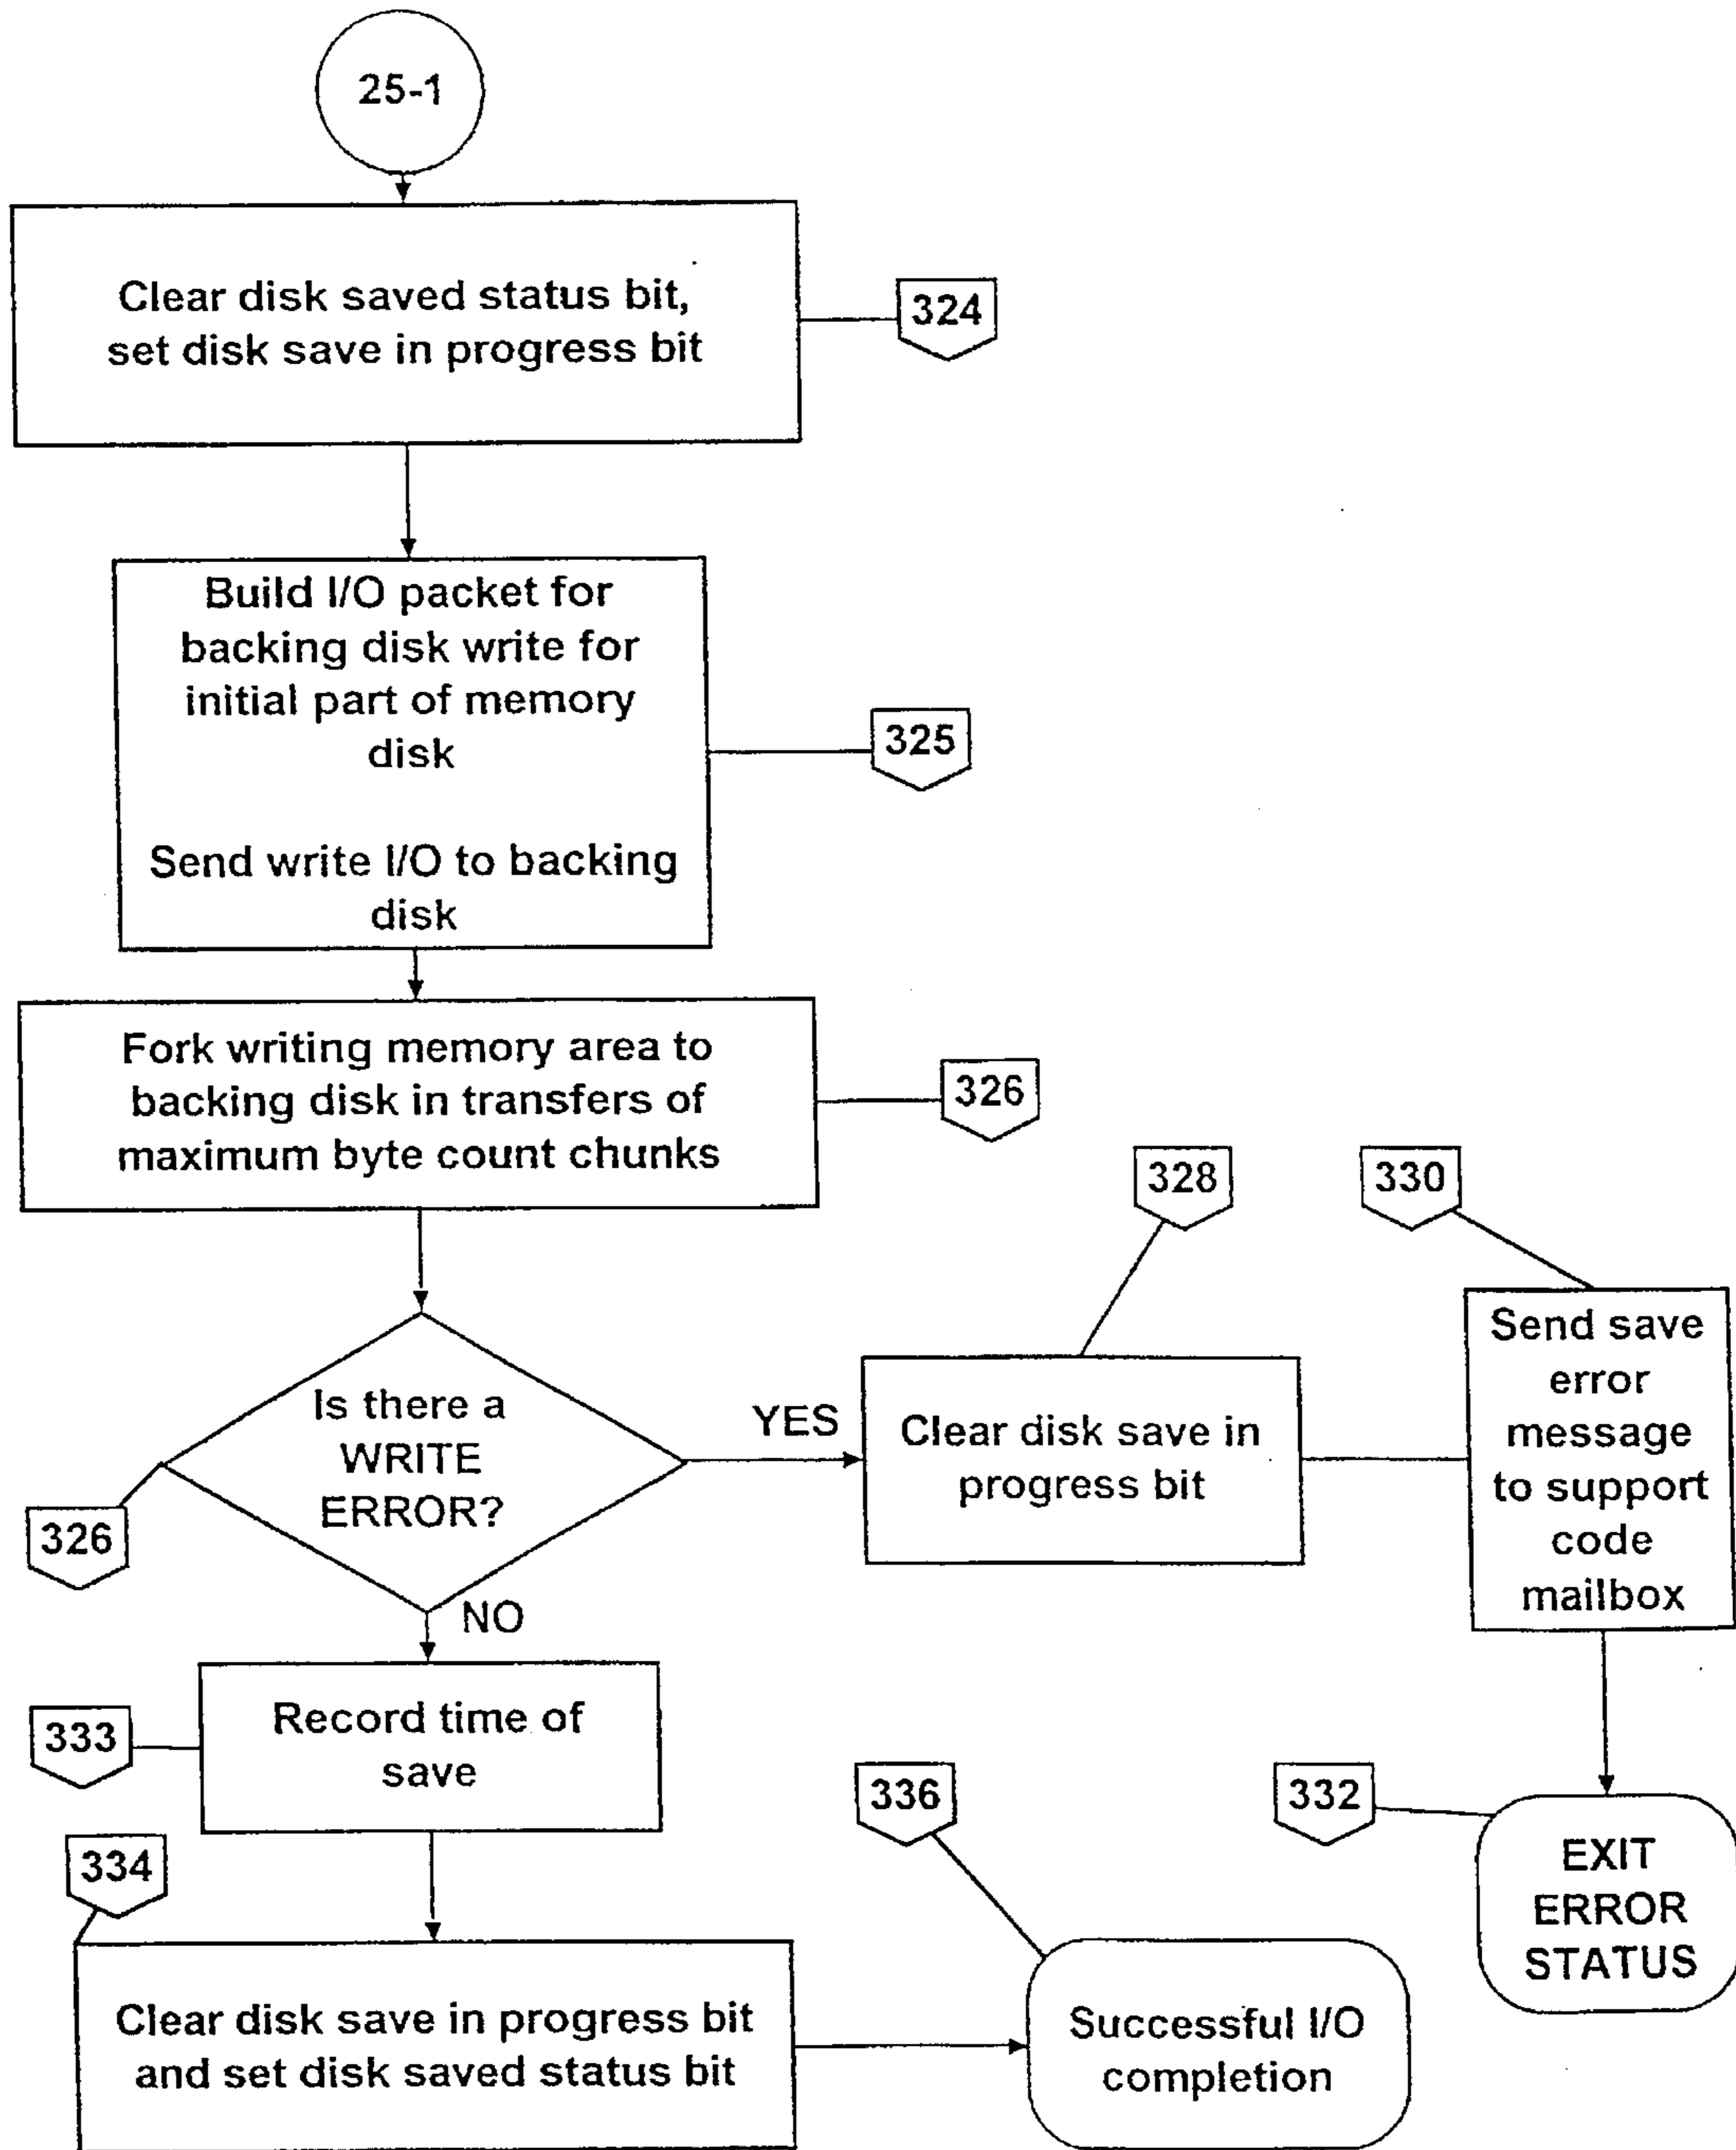 25-1
Clear disk saved status bit,
set disk save in progress bit
324
Build I/O packet for
backing disk write for
initial part of memory
disk
Send write I/O to backing
disk
325
Fork writing memory area to
backing disk in transfers of
maximum byte count chunks
326
328
330
Is there a
WRITE
ERROR?
326
YES
Clear disk save in
progress bit
Send save
error
message
to support
code
mailbox
NO
Record time of
save
333
336
332
EXIT
ERROR
STATUS
334
Clear disk save in progress bit
and set disk saved status bit
Successful I/O
completion